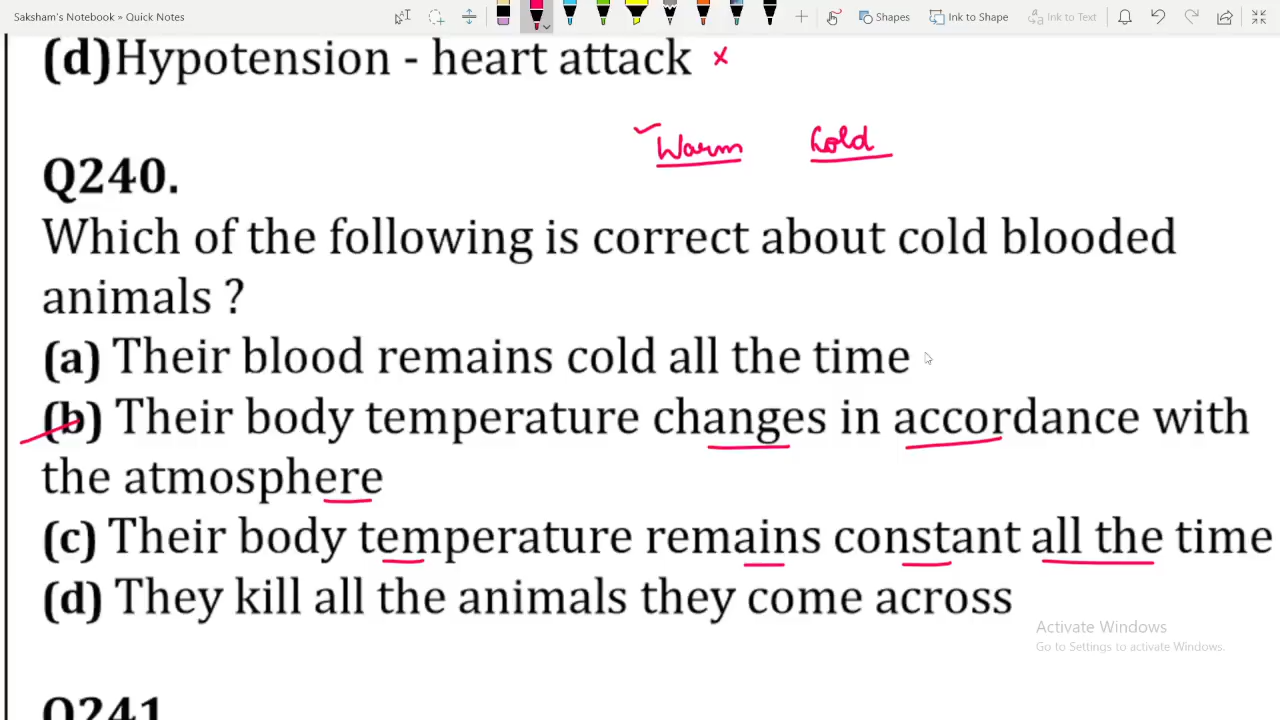 Saksham's Notebook » Quick Notes
Shapes Ink to Shape Ink to Text
(d)Hypotension - heart attack ×
Warm Cold
Q240.
Which of the following is correct about cold blooded
animals ?
(a) Their blood remains cold all the time
(b) Their body temperature changes in accordance with
the atmosphere
(c) Their body temperature remains constant all the time
(d) They kill all the animals they come across
Activate Windows
Go to Settings to activate Windows.
Q241